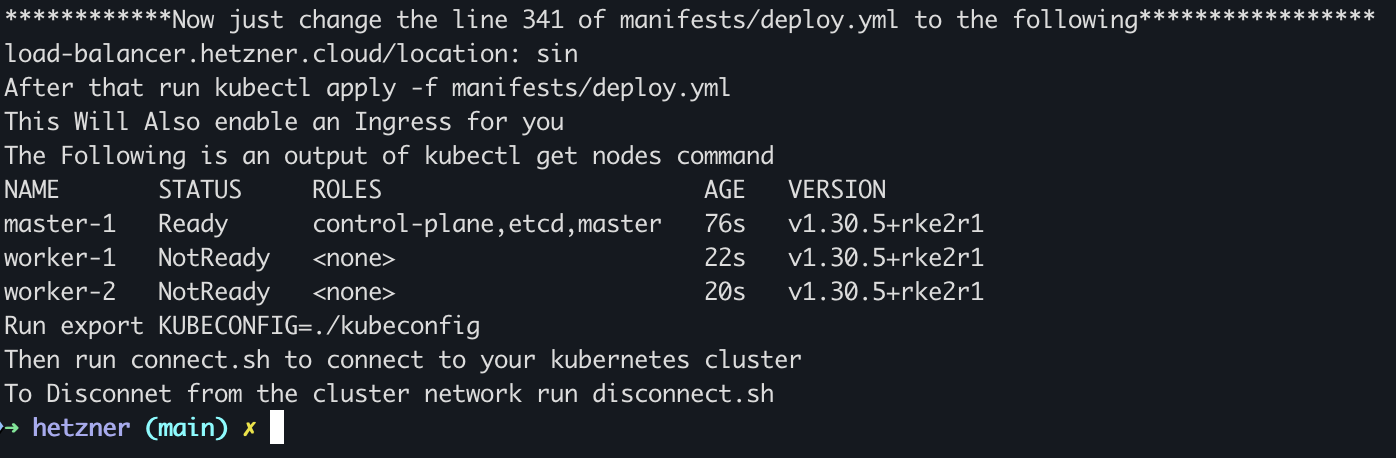 ************Now just change the line 341 of manifests/deploy.yml to the following*****************
load-balancer.hetzner.cloud/location: sin
After that run kubectl apply -f manifests/deploy.yml
This Will Also enable an Ingress for you
The Following is an output of kubectl get nodes command
NAME       STATUS     ROLES                       AGE   VERSION
master-1   Ready      control-plane,etcd,master   76s   v1.30.5+rke2r1
worker-1   NotReady   <none>                      22s   v1.30.5+rke2r1
worker-2   NotReady   <none>                      20s   v1.30.5+rke2r1
Run export KUBECONFIG=./kubeconfig
Then run connect.sh to connect to your kubernetes cluster
To Disconnet from the cluster network run disconnect.sh
➜ hetzner (main) ✗